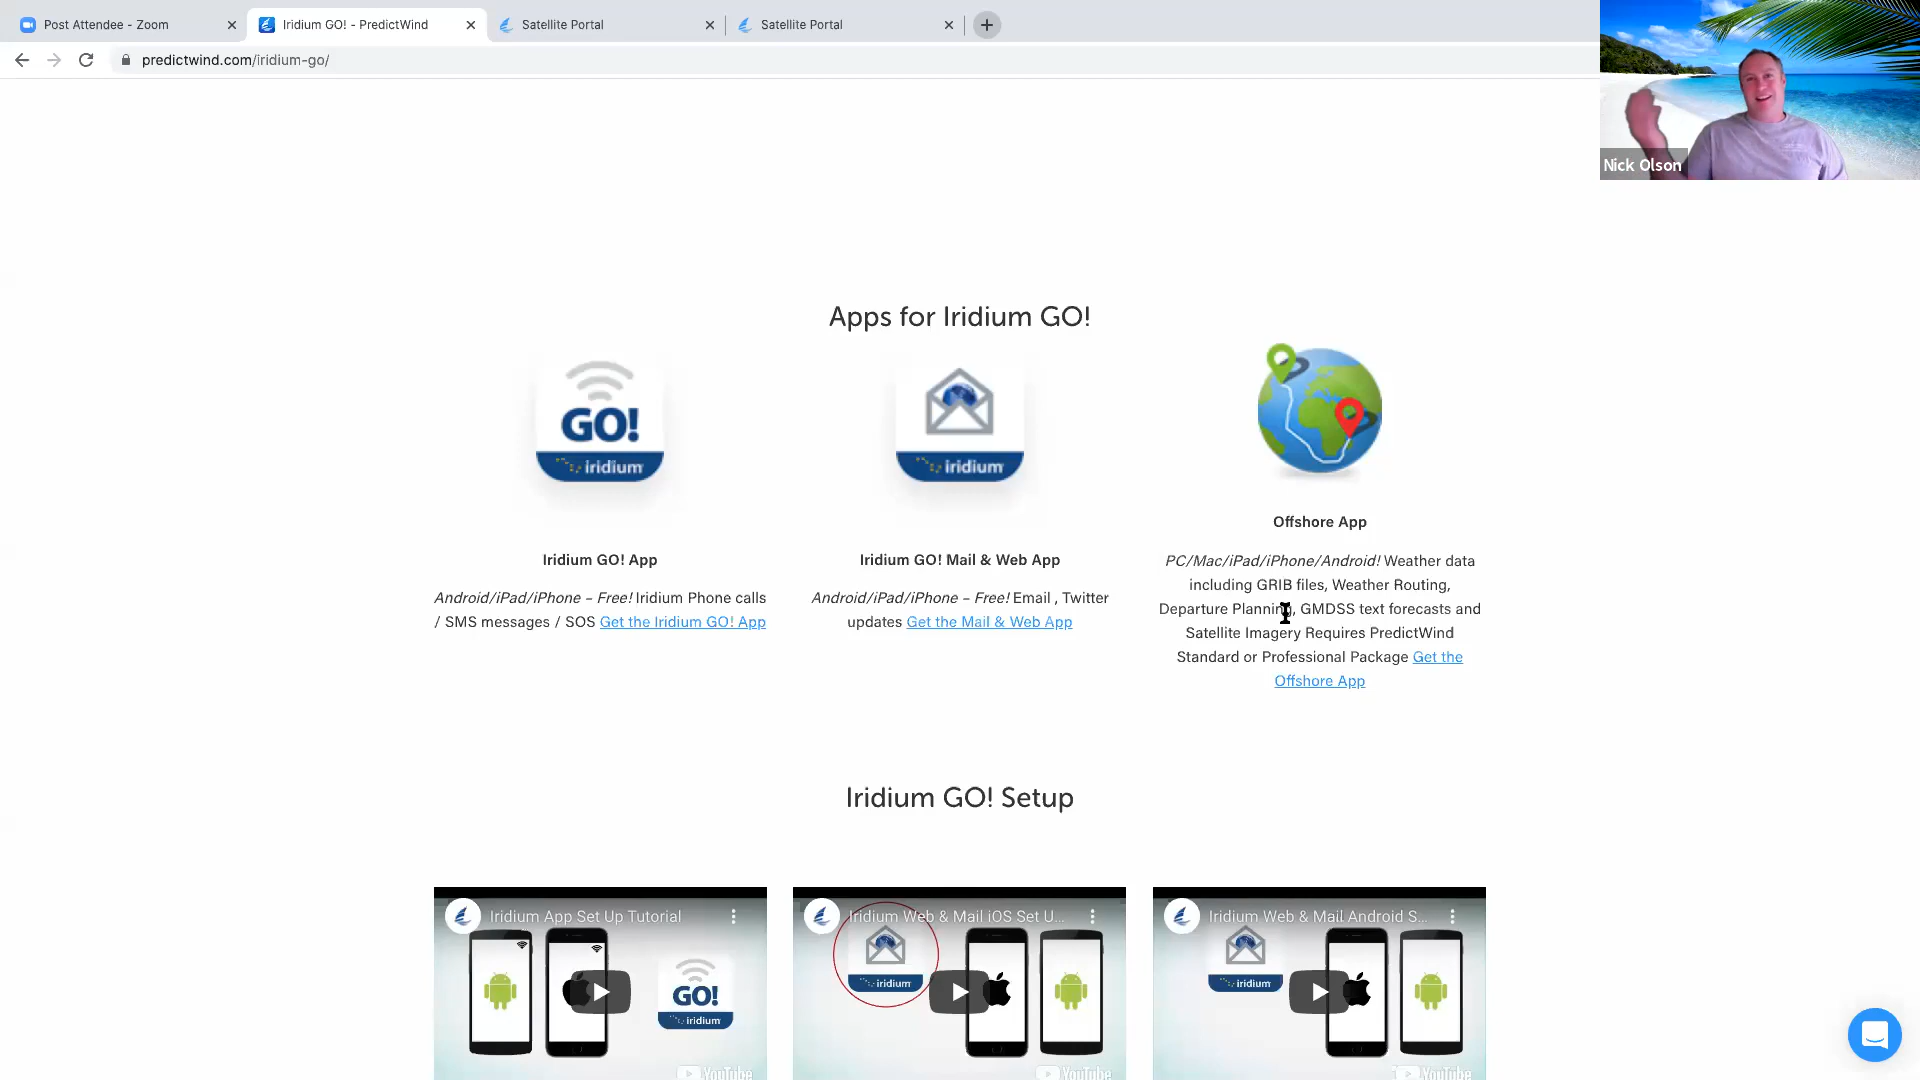 Post Attendee - Zoom
Iridium GO! - PredictWind
Satellite Portal
Satellite Portal
predictwind.com/iridium-go/
Nick Olson
Apps for Iridium GO!
GO!
iridium
iridium
Iridium GO! App
Android/iPad/iPhone – Free! Iridium Phone calls
/ SMS messages / SOS Get the Iridium GO! App
Iridium GO! Mail & Web App
Android/iPad/iPhone – Free! Email , Twitter
updates Get the Mail & Web App
Offshore App
PC/Mac/iPad/iPhone/Android! Weather data
including GRIB files, Weather Routing,
Departure Planning, GMDSS text forecasts and
Satellite Imagery Requires PredictWind
Standard or Professional Package Get the
Offshore App
Iridium GO! Setup
Iridium App Set Up Tutorial
GO!
iridium
YouTube
Iridium Web & Mail iOS Set U...
iridium
YouTube
Iridium Web & Mail Android S...
iridium
YouTube